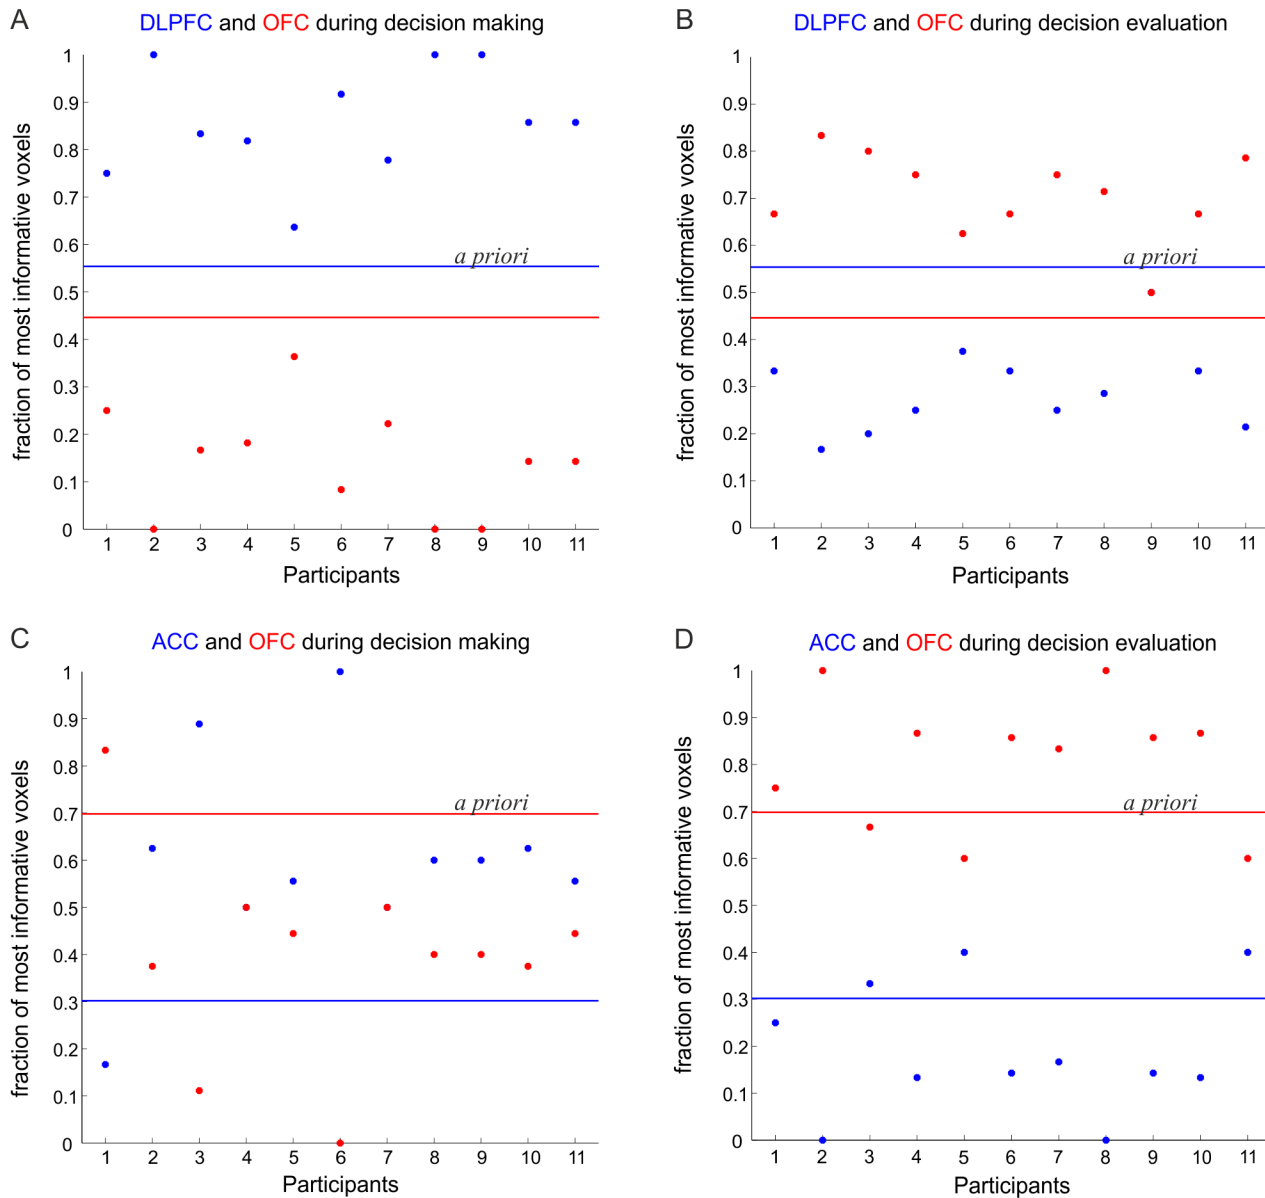 A
DLPFC and OFC during decision making
fraction of most informative voxels
1
0.9
0.8
0.7
0.6
0.5
0.4
0.3
0.2
0.1
0
a priori
1 2 3 4 5 6 7 8 9 10 11
Participants
B
DLPFC and OFC during decision evaluation
fraction of most informative voxels
1
0.9
0.8
0.7
0.6
0.5
0.4
0.3
0.2
0.1
0
a priori
1 2 3 4 5 6 7 8 9 10 11
Participants
C
ACC and OFC during decision making
fraction of most informative voxels
1
0.9
0.8
0.7
0.6
0.5
0.4
0.3
0.2
0.1
0
a priori
1 2 3 4 5 6 7 8 9 10 11
Participants
D
ACC and OFC during decision evaluation
fraction of most informative voxels
1
0.9
0.8
0.7
0.6
0.5
0.4
0.3
0.2
0.1
0
a priori
1 2 3 4 5 6 7 8 9 10 11
Participants